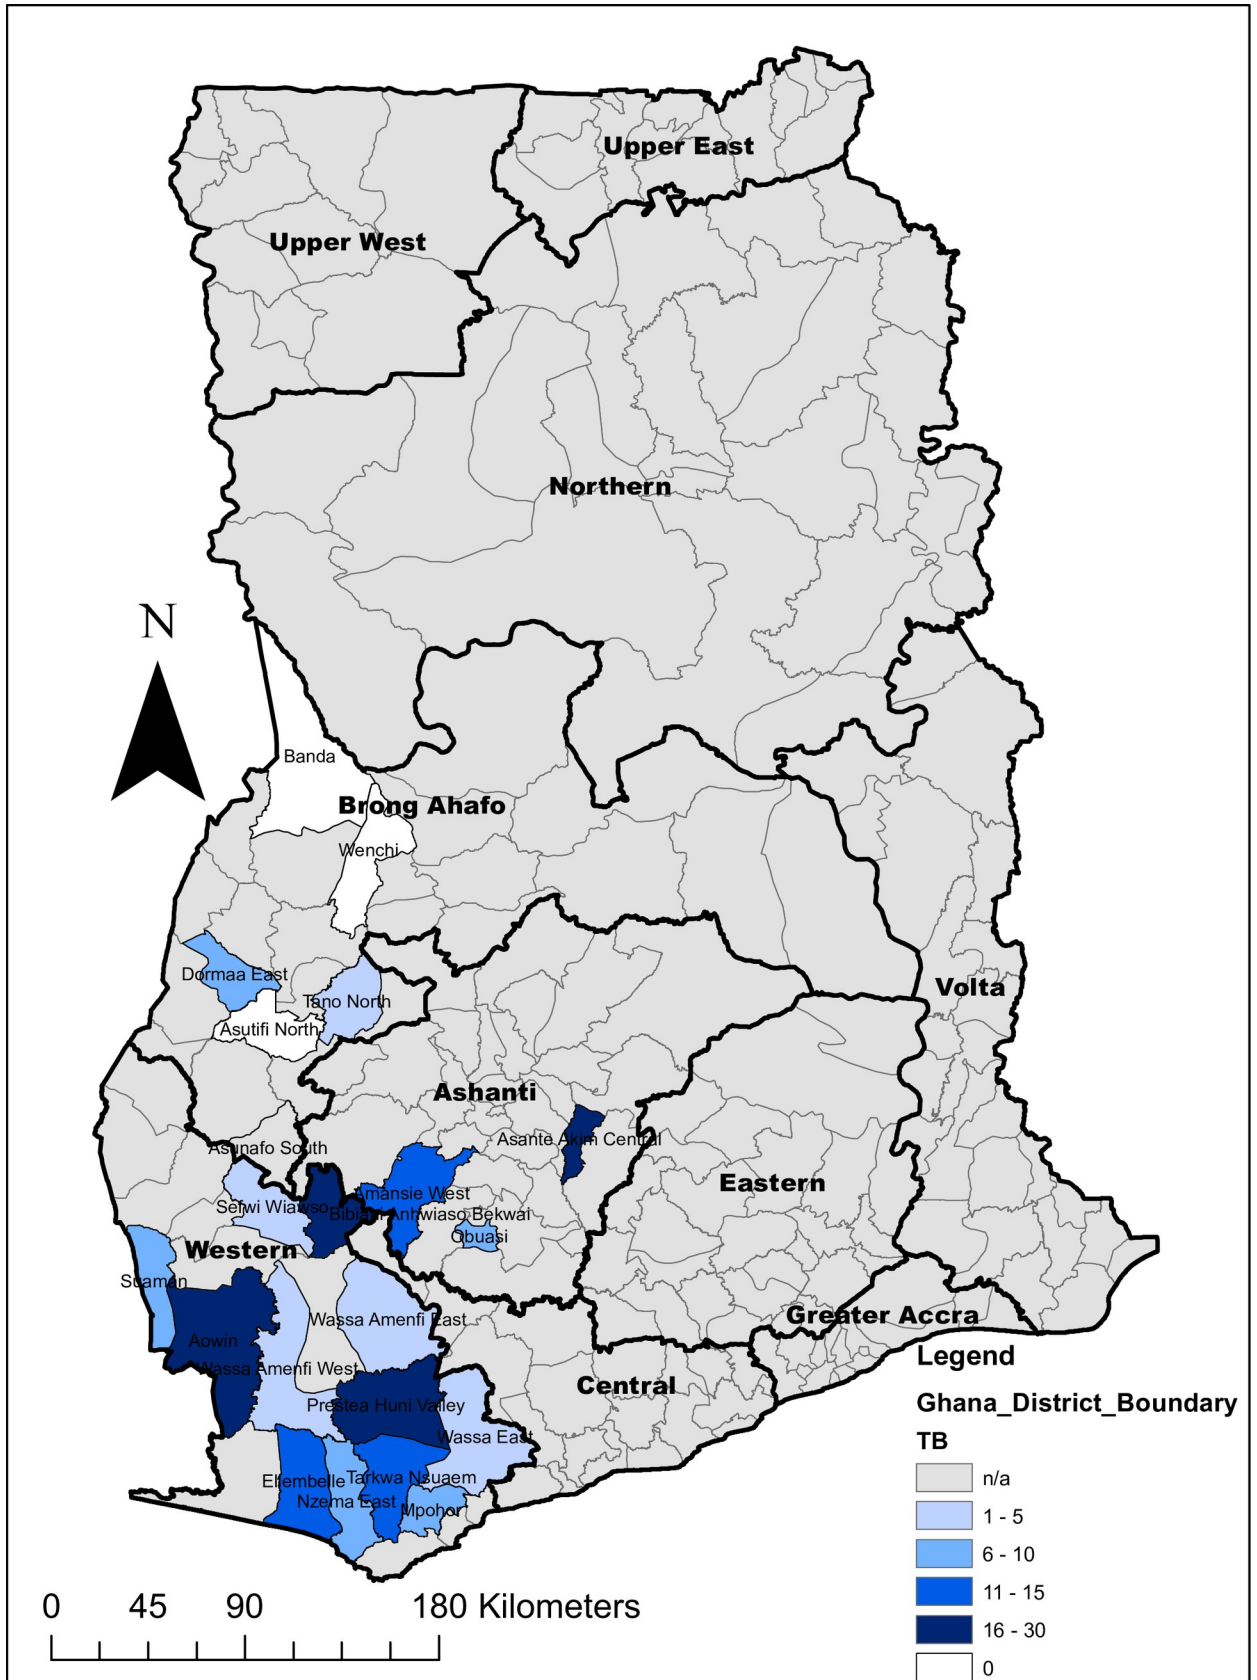 Upper East
Upper West
Northern
N
Banda
Brong Ahafo
Wenchi
Dormaa East
Volta
Tano North
Asutifi North
Ashanti
Asante Akim Central
Asunafo South
Eastern
Amansie West
Sefwi Wiawso
Bibiani Anhwiaso Bekwai
Obuasi
Western
Suaman
Greater Accra
Wassa Amenfi East
Aowin
Wassa Amenfi West
Central
Prestea Huni Valley
Wassa East
Ellembelle
Tarkwa Nsuaem
Nzema East
Mpohor
Legend
Ghana_District_Boundary
TB
n/a
1 - 5
6 - 10
11 - 15
16 - 30
0
0 45 90 180 Kilometers